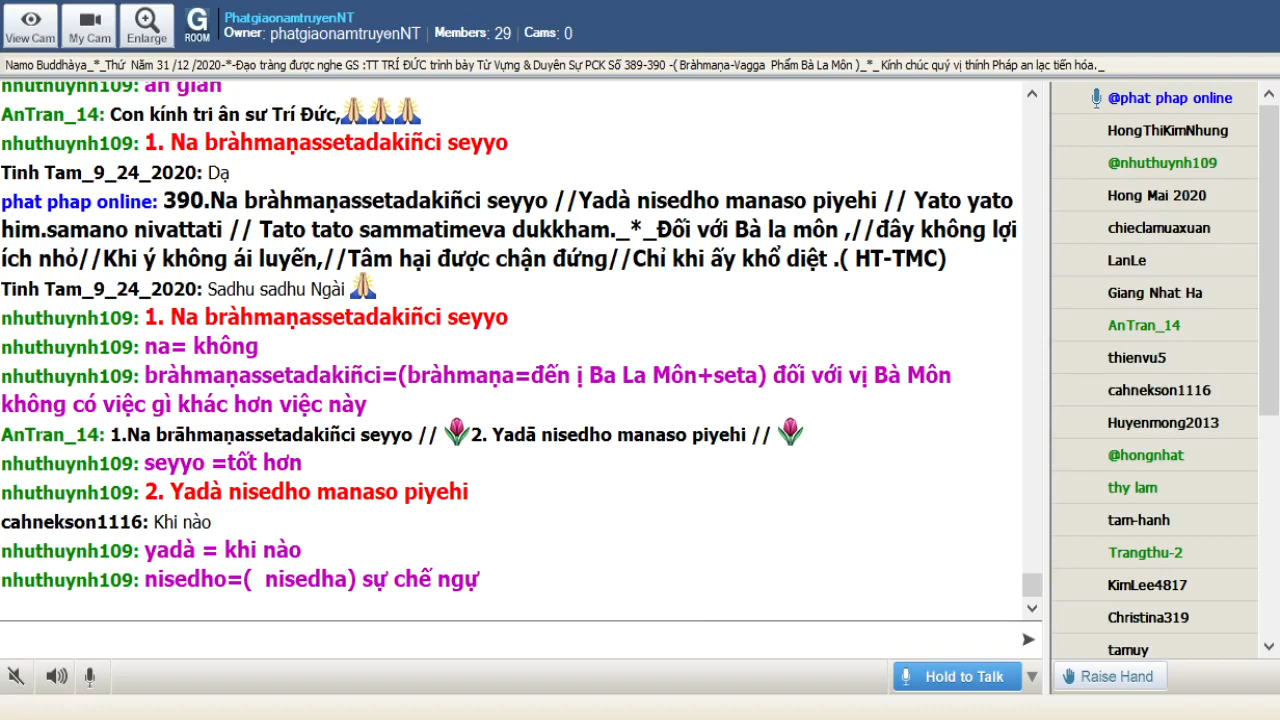 View Cam
My Cam
Enlarge
G
ROOM
PhatgiaonamtruyenNT
Owner: phatgiaonamtruyenNT | Members: 29 | Cams: 0
Namo Buddhàya_*_Thứ Năm 31 /12 /2020-*-Đạo tràng được nghe GS :TT TRÍ ĐỨC trình bày Từ Vựng & Duyên Sự PCK Số 389-390 -( Bràhmaṇa-Vagga Phẩm Bà La Môn )_*_ Kính chúc quý vị thính Pháp an lạc tiến hóa._
nhuthuynh109: an gian
AnTran_14: Con kính tri ân sư Trí Đức,
nhuthuynh109: 1. Na bràhmaṇassetadakiñci seyyo
Tinh Tam_9_24_2020: Dạ
phat phap online: 390.Na bràhmaṇassetadakiñci seyyo //Yadà nisedho manaso piyehi // Yato yato
him.samano nivattati // Tato tato sammatimeva dukkham._*_Đối với Bà la môn ,//đây không lợi
ích nhỏ//Khi ý không ái luyến,//Tâm hại được chận đứng//Chỉ khi ấy khổ diệt .( HT-TMC)
Tinh Tam_9_24_2020: Sadhu sadhu Ngài
nhuthuynh109: 1. Na bràhmaṇassetadakiñci seyyo
nhuthuynh109: na= không
nhuthuynh109: bràhmaṇassetadakiñci=(bràhmaṇa=đến ị Ba La Môn+seta) đối với vị Bà Môn
không có việc gì khác hơn việc này
AnTran_14: 1.Na brāhmaṇassetadakiñci seyyo // 2. Yadā nisedho manaso piyehi //
nhuthuynh109: seyyo =tốt hơn
nhuthuynh109: 2. Yadà nisedho manaso piyehi
cahnekson1116: Khi nào
nhuthuynh109: yadà = khi nào
nhuthuynh109: nisedho=( nisedha) sự chế ngự
Hold to Talk
@phat phap online
HongThiKimNhung
@nhuthuynh109
Hong Mai 2020
chieclamuaxuan
LanLe
Giang Nhat Ha
AnTran_14
thienvu5
cahnekson1116
Huyenmong2013
@hongnhat
thy lam
tam-hanh
Trangthu-2
KimLee4817
Christina319
tamuy
Raise Hand